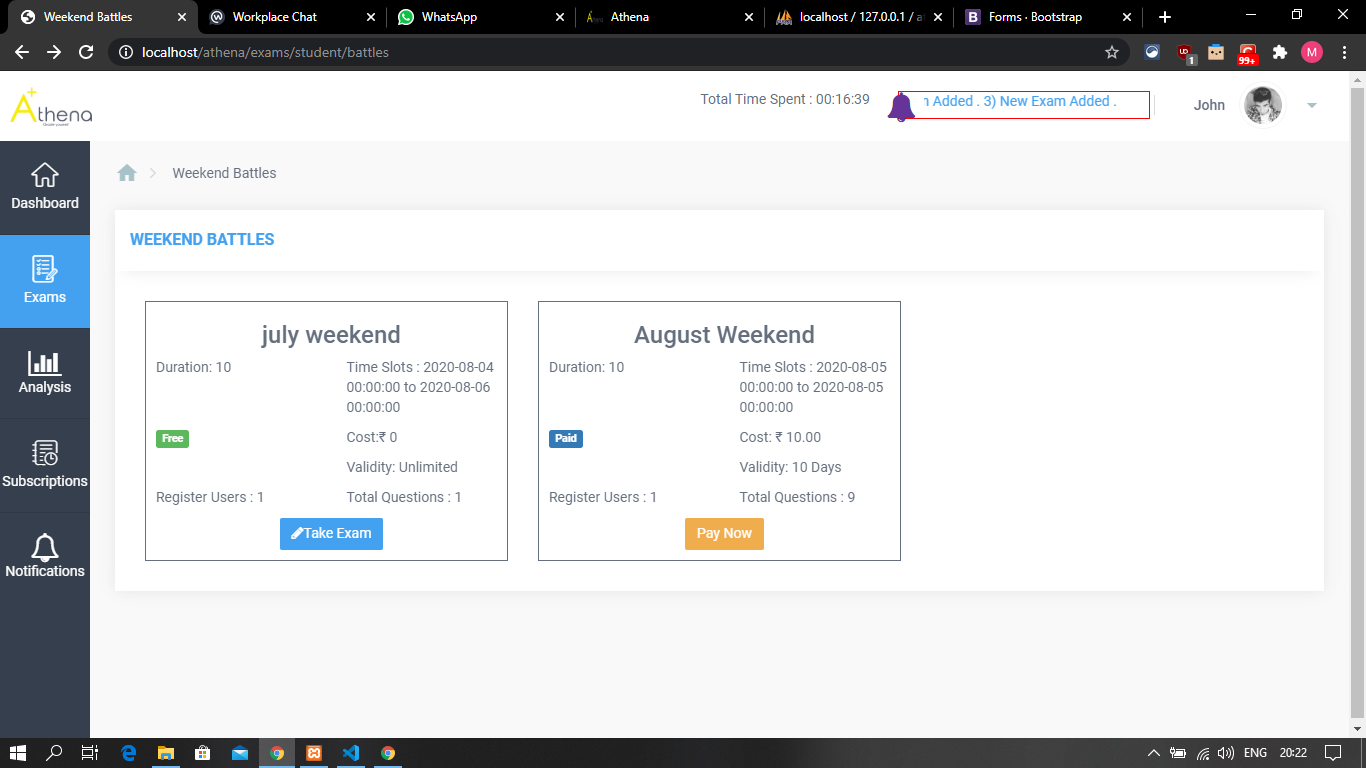 Weekend Battles
Workplace Chat
WhatsApp
Athena
localhost / 127.0.0.1 / a
Forms · Bootstrap
localhost/athena/exams/student/battles
1
99+
M
Athena
Total Time Spent : 00:16:39
n Added . 3) New Exam Added .
John
Dashboard
Exams
Analysis
Subscriptions
Notifications
Weekend Battles
WEEKEND BATTLES
july weekend
Duration: 10
Time Slots : 2020-08-04
00:00:00 to 2020-08-06
00:00:00
Free
Cost:₹ 0
Validity: Unlimited
Register Users : 1
Total Questions : 1
Take Exam
August Weekend
Duration: 10
Time Slots : 2020-08-05
00:00:00 to 2020-08-05
00:00:00
Paid
Cost: ₹ 10.00
Validity: 10 Days
Register Users : 1
Total Questions : 9
Pay Now
ENG
20:22